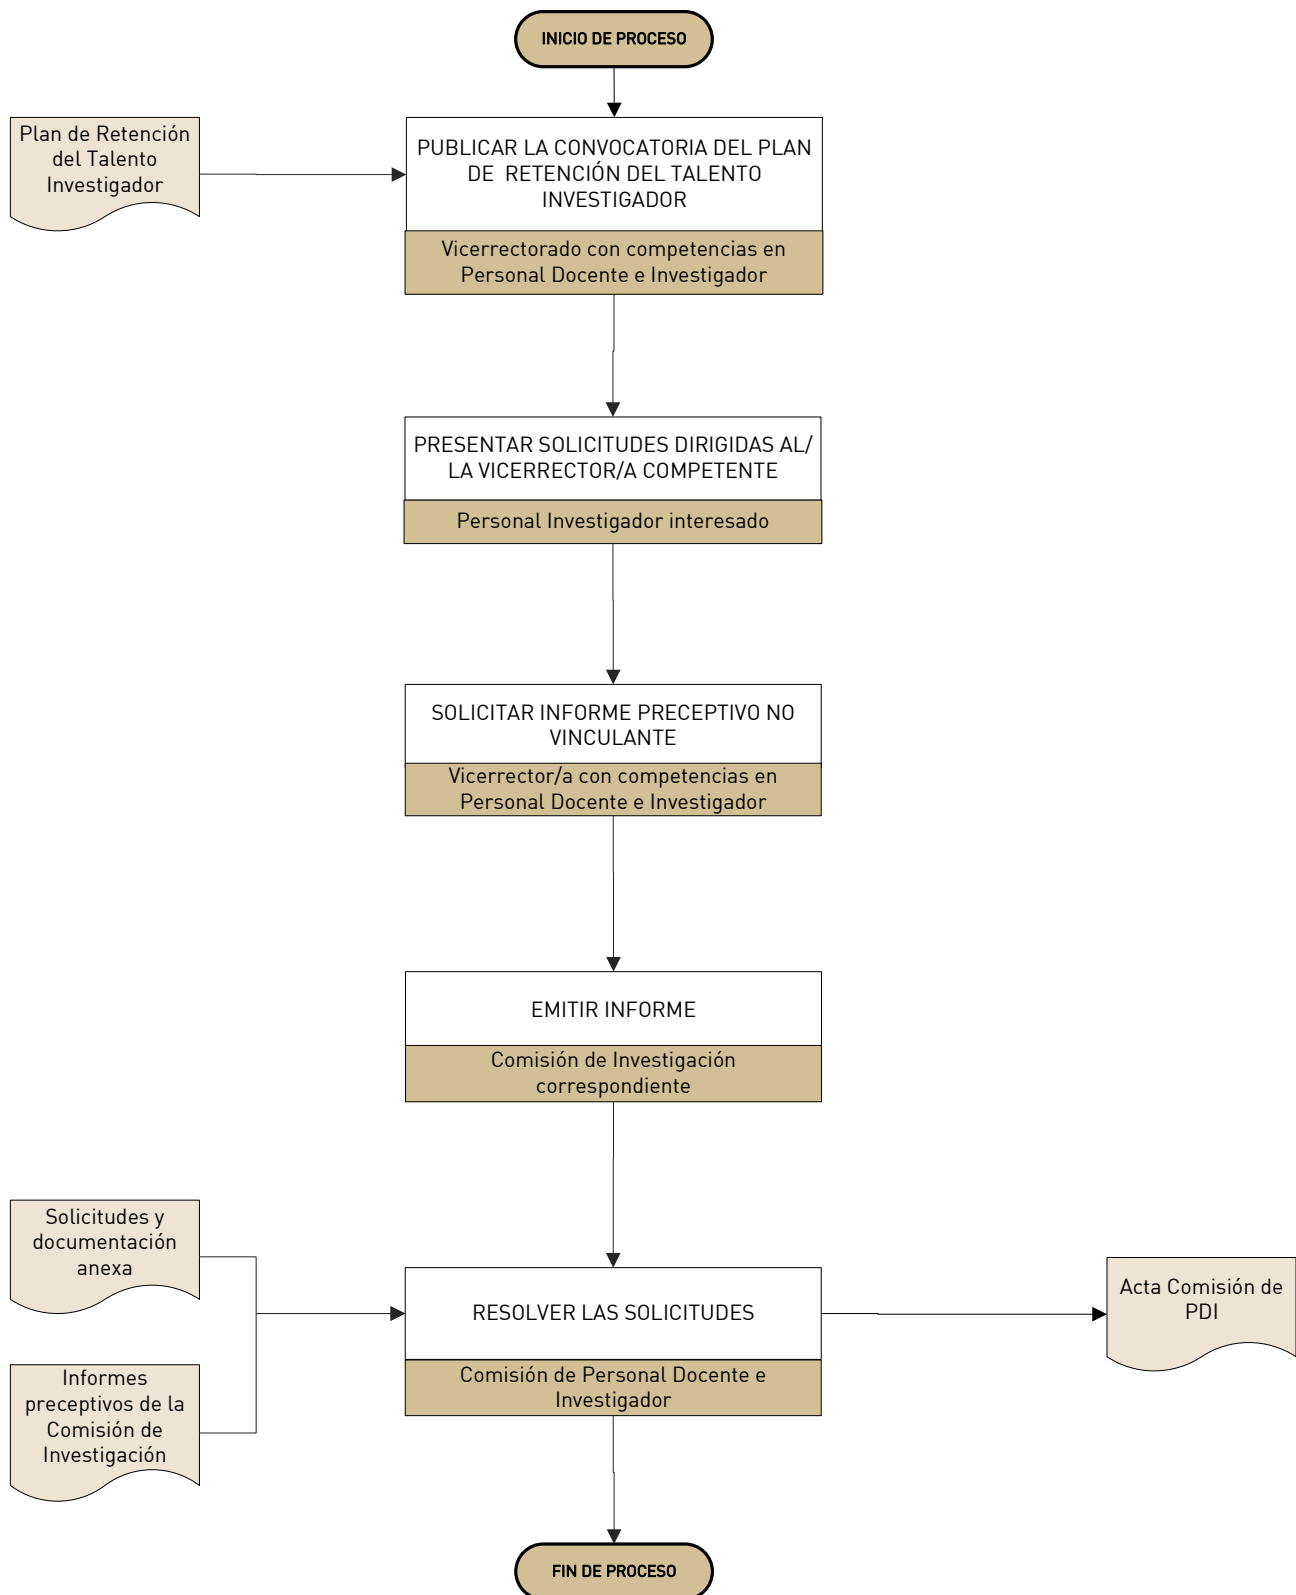 INICIO DE PROCESO
Plan de Retención
del Talento
Investigador
PUBLICAR LA CONVOCATORIA DEL PLAN
DE RETENCIÓN DEL TALENTO
INVESTIGADOR
Vicerrectorado con competencias en
Personal Docente e Investigador
PRESENTAR SOLICITUDES DIRIGIDAS AL/
LA VICERRECTOR/A COMPETENTE
Personal Investigador interesado
SOLICITAR INFORME PRECEPTIVO NO
VINCULANTE
Vicerrector/a con competencias en
Personal Docente e Investigador
EMITIR INFORME
Comisión de Investigación
correspondiente
Solicitudes y
documentación
anexa
Informes
preceptivos de la
Comisión de
Investigación
RESOLVER LAS SOLICITUDES
Comisión de Personal Docente e
Investigador
Acta Comisión de
PDI
FIN DE PROCESO